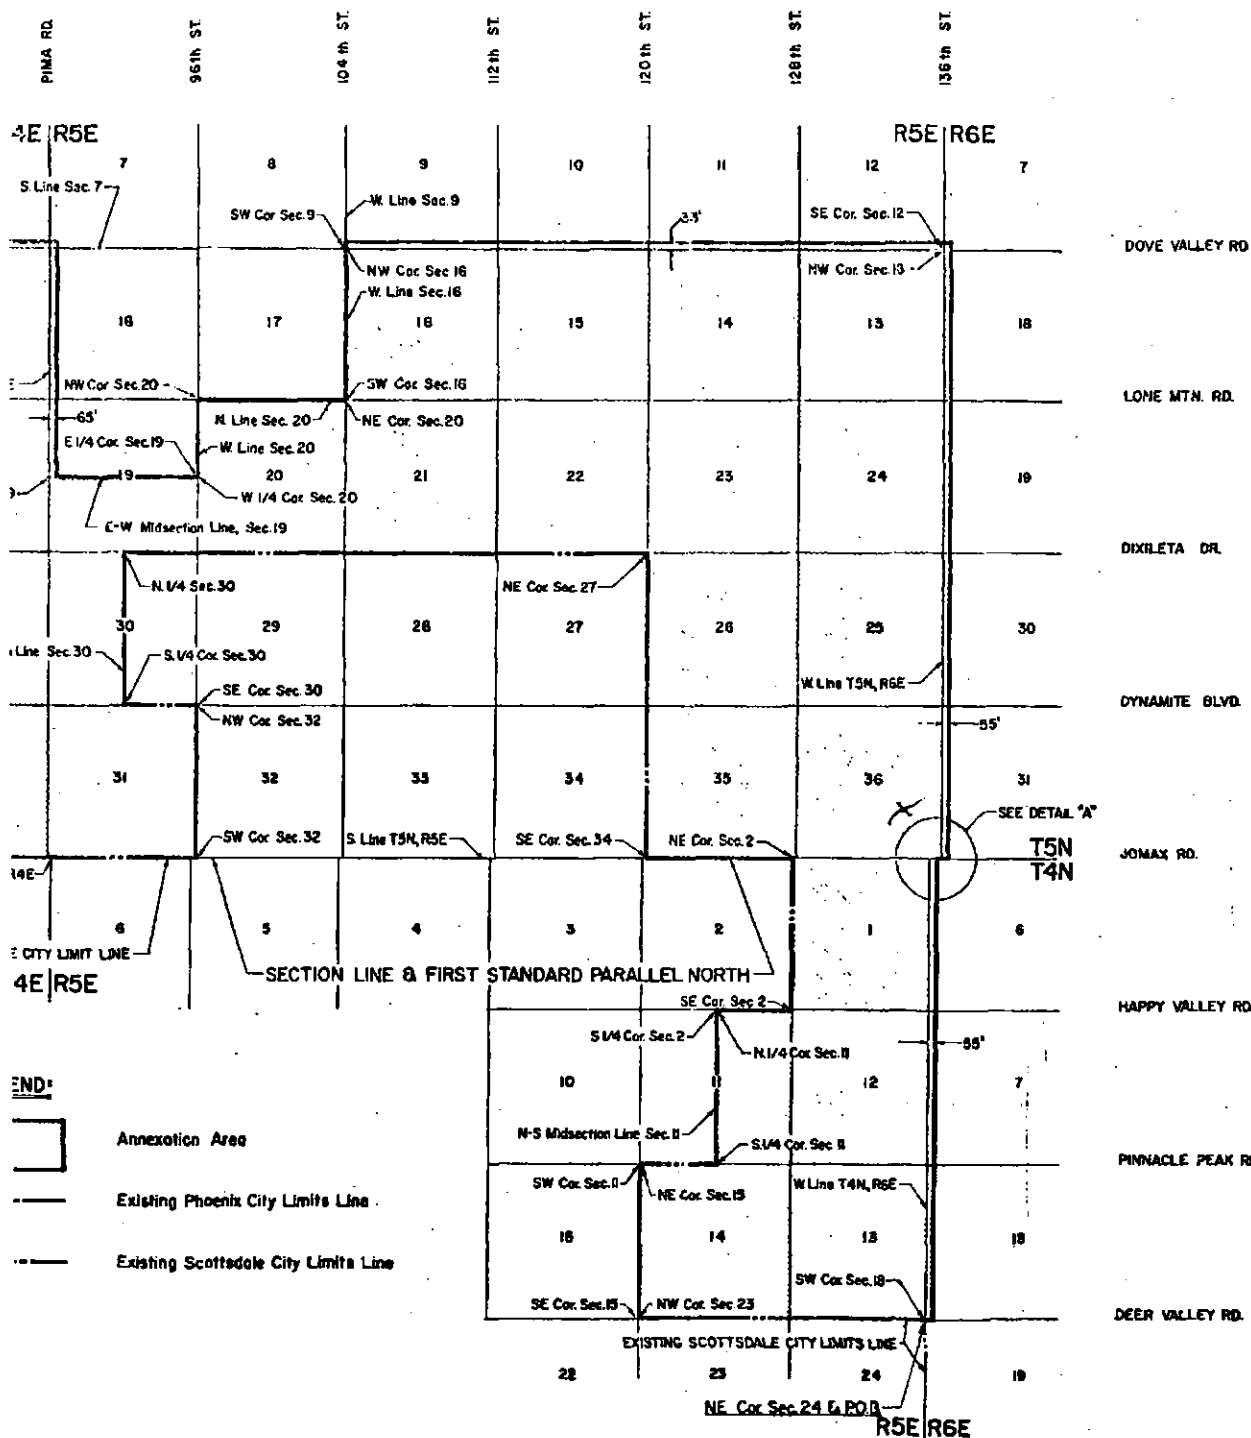 PIMA RD.
96th ST.
104th ST.
112th ST.
120th ST.
128th ST.
136th ST.
4E R5E
R5E R6E
7 8 9 10 11 12 7
S. Line Sec. 7
W. Line Sec. 9
SW Cor Sec. 9
33'
SE Cor. Sec. 12
DOVE VALLEY RD
NW Cor. Sec 16
NW Cor. Sec. 13
W. Line Sec. 16
18 17 16 15 14 13 18
NW Cor Sec. 20
SW Cor Sec. 16
LONE MTN. RD.
65'
N. Line Sec. 20
NE Cor. Sec. 20
E 1/4 Cor. Sec. 19
W. Line Sec. 20
19 20 21 22 23 24 19
W 1/4 Cor. Sec. 20
E-W Midsection Line, Sec. 19
DIXILETA DR.
N. 1/4 Sec. 30
NE Cor Sec. 27
30 29 28 27 26 25 30
Line Sec. 30
S. 1/4 Cor. Sec. 30
W. Line T5N, R6E
SE Cor. Sec. 30
DYNAMITE BLVD.
NW Cor. Sec. 32
55'
31 32 33 34 35 36 31
SEE DETAIL "A"
SW Cor Sec. 32
S. Line T5N, R5E
SE Cor. Sec. 34
NE Cor. Sec. 2
T5N
JOMAX RD.
T4N
R4E
6 5 4 3 2 1 6
CITY LIMIT LINE
SECTION LINE & FIRST STANDARD PARALLEL NORTH
4E R5E
SE Cor. Sec 2
HAPPY VALLEY RD.
S 1/4 Cor. Sec. 2
N. 1/4 Cor. Sec. 11
55'
10 11 12 7
END:
N-S Midsection Line Sec. 11
Annexation Area
S. 1/4 Cor. Sec. 11
PINNACLE PEAK R
SW Cor. Sec. 11
NE Cor. Sec. 15
W. Line T4N, R6E
Existing Phoenix City Limits Line
15 14 13 18
Existing Scottsdale City Limits Line
SW Cor. Sec. 18
SE Cor. Sec. 15
NW Cor. Sec. 23
DEER VALLEY RD.
EXISTING SCOTTSDALE CITY LIMITS LINE
22 23 24 19
NE Cor. Sec. 24 & P.O.B.
R5E R6E